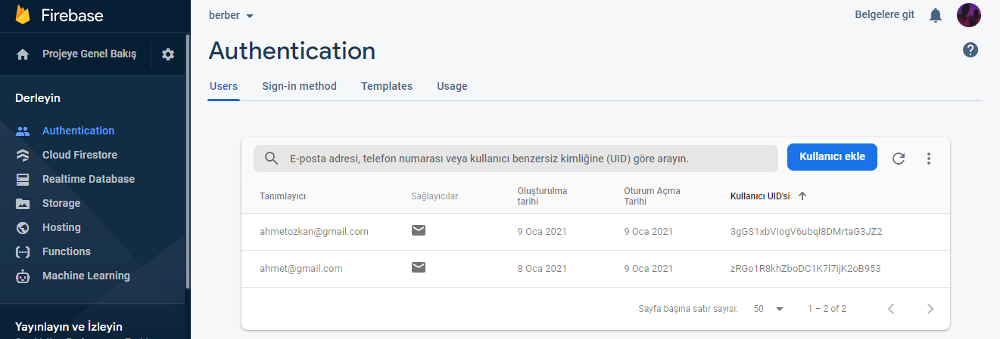 Firebase
berber
Belgelere git
Projeye Genel Bakış
Authentication
Users Sign-in method Templates Usage
Derleyin
Authentication
Cloud Firestore
Realtime Database
Storage
Hosting
Functions
Machine Learning
Yayınlayın ve İzleyin
E-posta adresi, telefon numarası veya kullanıcı benzersiz kimliğine (UID) göre arayın.
Kullanıcı ekle
Tanımlayıcı Sağlayıcılar Oluşturulma tarihi Oturum Açma Tarihi Kullanıcı UID'si
ahmetozkan@gmail.com 9 Oca 2021 9 Oca 2021 3gGS1xbVIogV6ubql8DMrtaG3JZ2
ahmet@gmail.com 8 Oca 2021 9 Oca 2021 zRGo1R8khZboDC1K7l7ijK2oB953
Sayfa başına satır sayısı: 50 1 – 2 of 2